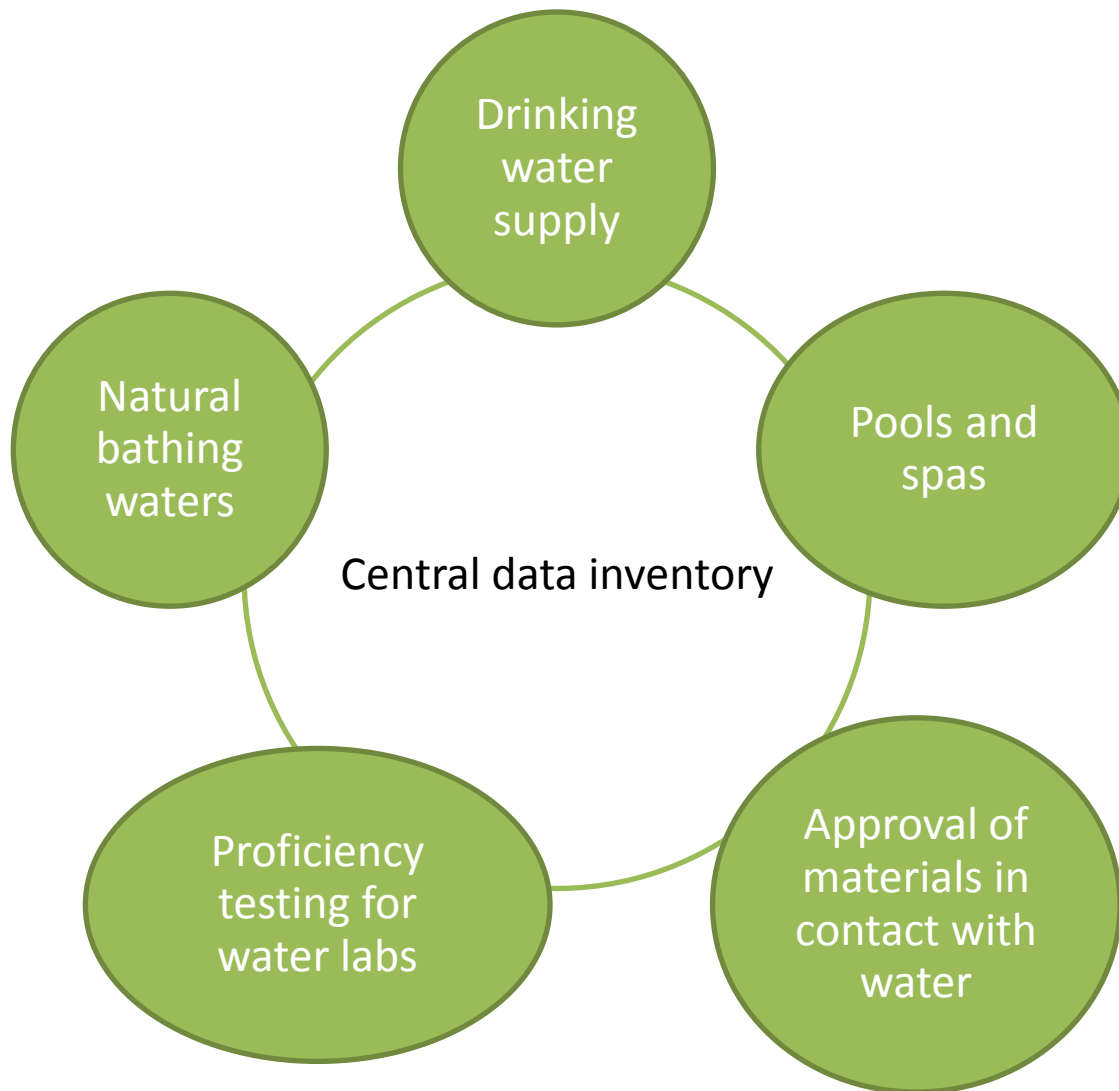 Drinking
water
supply
Pools and
spas
Approval of
materials in
contact with
water
Proficiency
testing for
water labs
Natural
bathing
waters
Central data inventory